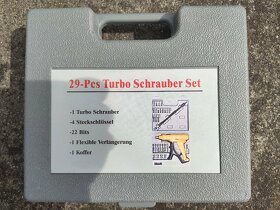 29-Pcs Turbo Schrauber Set
-1 Turbo Schrauber
-4 Steckschlüssel
-22 Bits
-1 Flexible Verlängerung
-1 Koffer